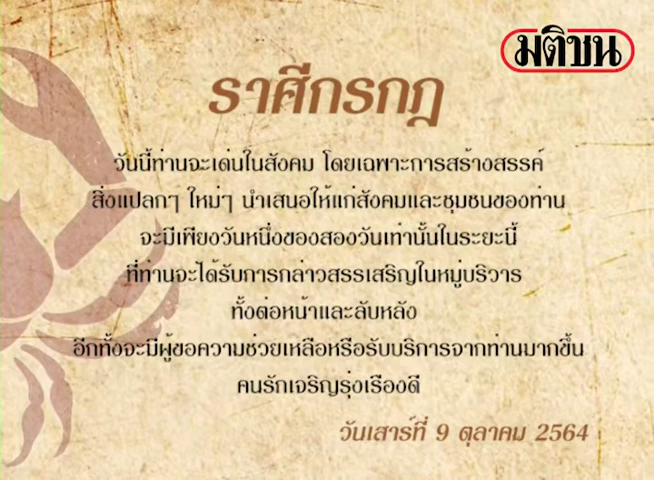 มติชน
ราศีกรกฎ
วันนี้ท่านจะเด่นในสังคม โดยเฉพาะการสร้างสรรค์
สิ่งแปลกๆ ใหม่ๆ นำเสนอให้แก่สังคมและชุมชนของท่าน
จะมีเพียงวันหนึ่งของสองวันเท่านั้นในระยะนี้
ที่ท่านจะได้รับการกล่าวสรรเสริญในหมู่บริวาร
ทั้งต่อหน้าและลับหลัง
อีกทั้งจะมีผู้ขอความช่วยเหลือหรือรับบริการจากท่านมากขึ้น
คนรักเจริญรุ่งเรืองดี
วันเสาร์ที่ 9 ตุลาคม 2564